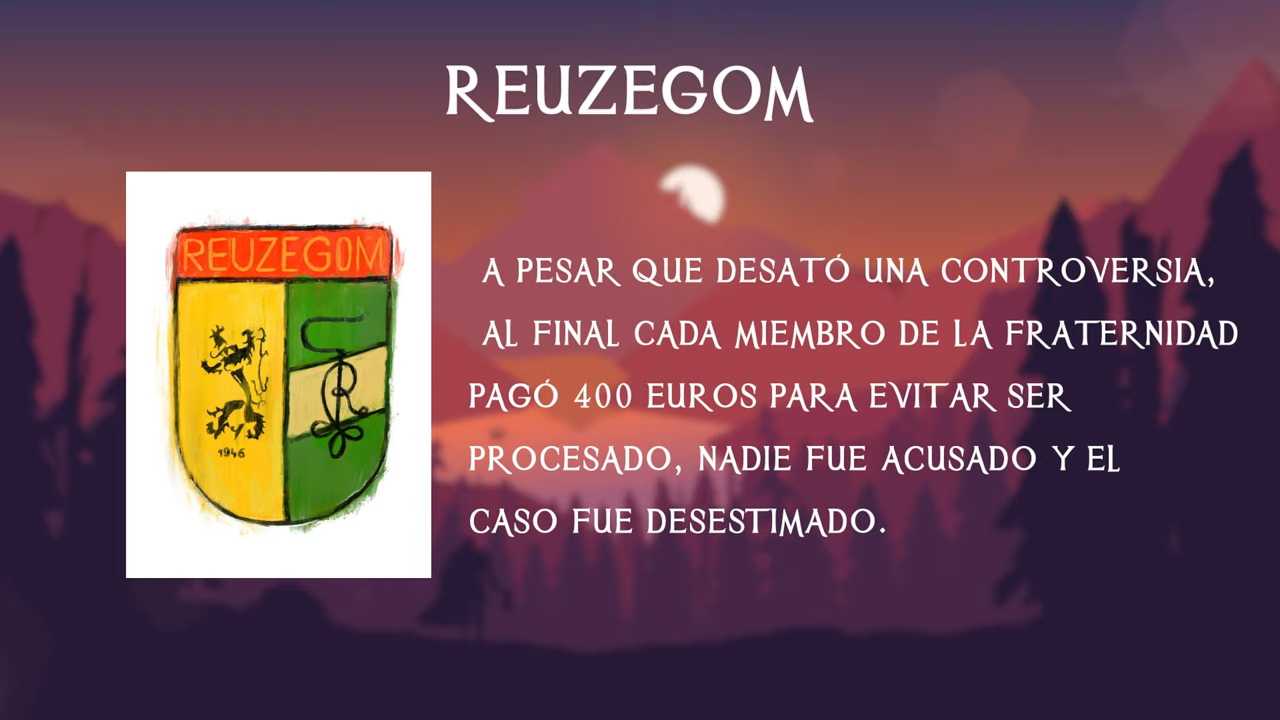 REUZEGOM
REUZEGOM
1946
A PESAR QUE DESATÓ UNA CONTROVERSIA,
AL FINAL CADA MIEMBRO DE LA FRATERNIDAD
PAGÓ 400 EUROS PARA EVITAR SER
PROCESADO, NADIE FUE ACUSADO Y EL
CASO FUE DESESTIMADO.